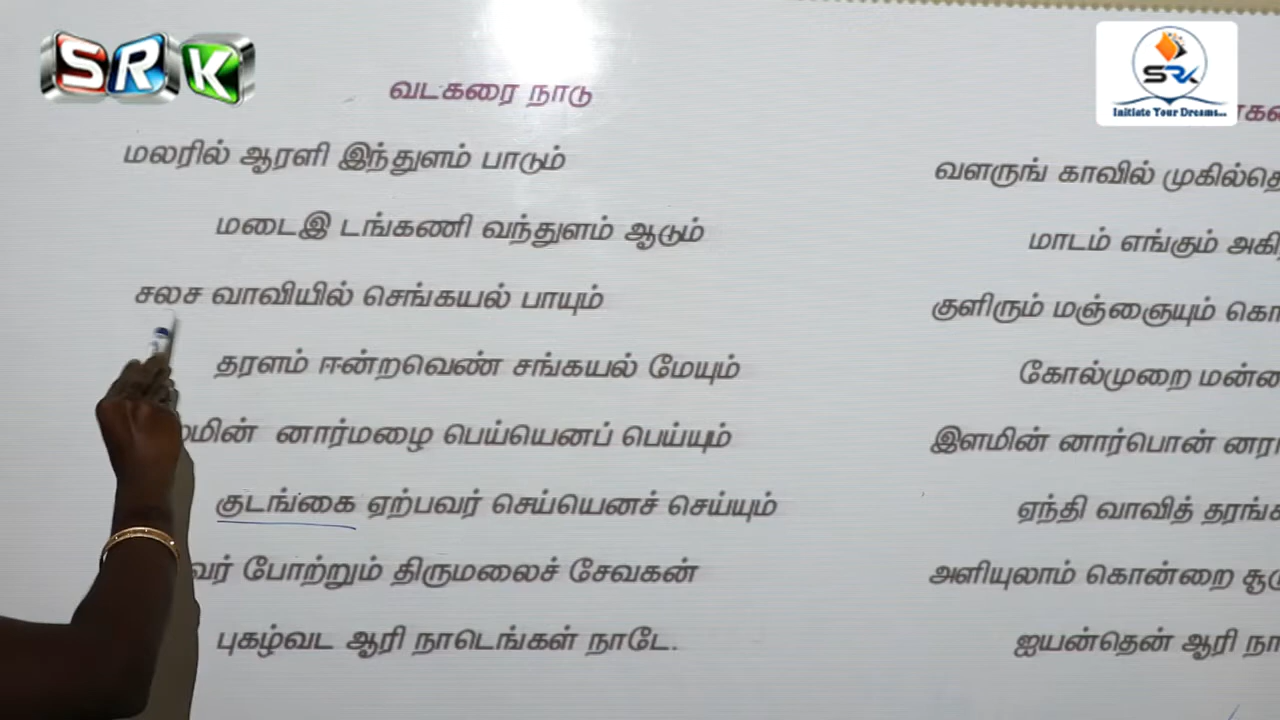 SRK
SRK
Initiate Your Dreams...
வடகரை நாடு
மலரில் ஆரளி இந்துளம் பாடும்
மடைஇ டங்கணி வந்துளம் ஆடும்
சலச வாவியில் செங்கயல் பாயும்
தரளம் ஈன்றவெண் சங்கயல் மேயும்
னார்மழை பெய்யெனப் பெய்யும்
குடங்கை ஏற்பவர் செய்யெனச் செய்யும்
போற்றும் திருமலைச் சேவகன்
புகழ்வட ஆரி நாடெங்கள் நாடே.
வளருங் காவில்
மாடம் எங்கும்
குளிரும் மஞ்ஞையும்
கோல்முறை
இளமின் னார்பொன்
ஏந்தி வாவித்
அளியுலாம் கொன்றை
ஐயன்தென் ஆரி